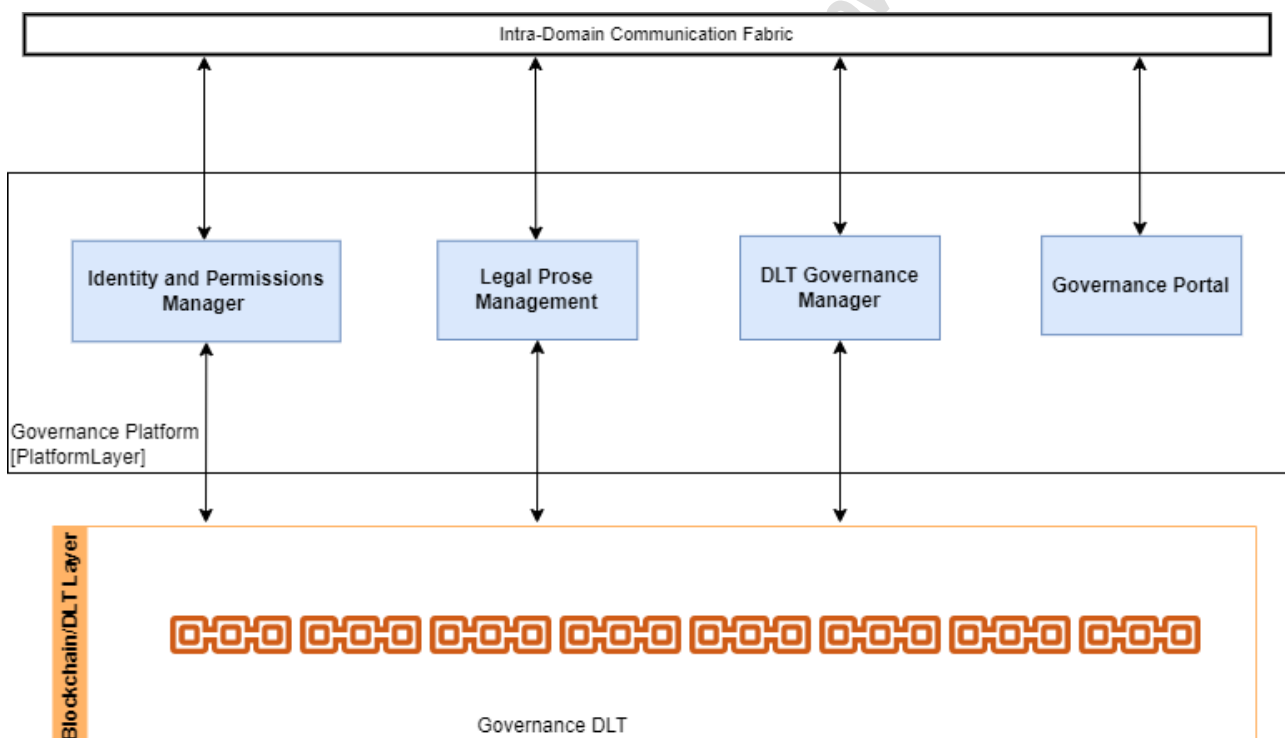 Intra-Domain Communication Fabric
Identity and Permissions
Manager
Legal Prose
Management
DLT Governance
Manager
Governance Portal
Governance Platform
[PlatformLayer]
Blockchain/DLT Layer
Governance DLT